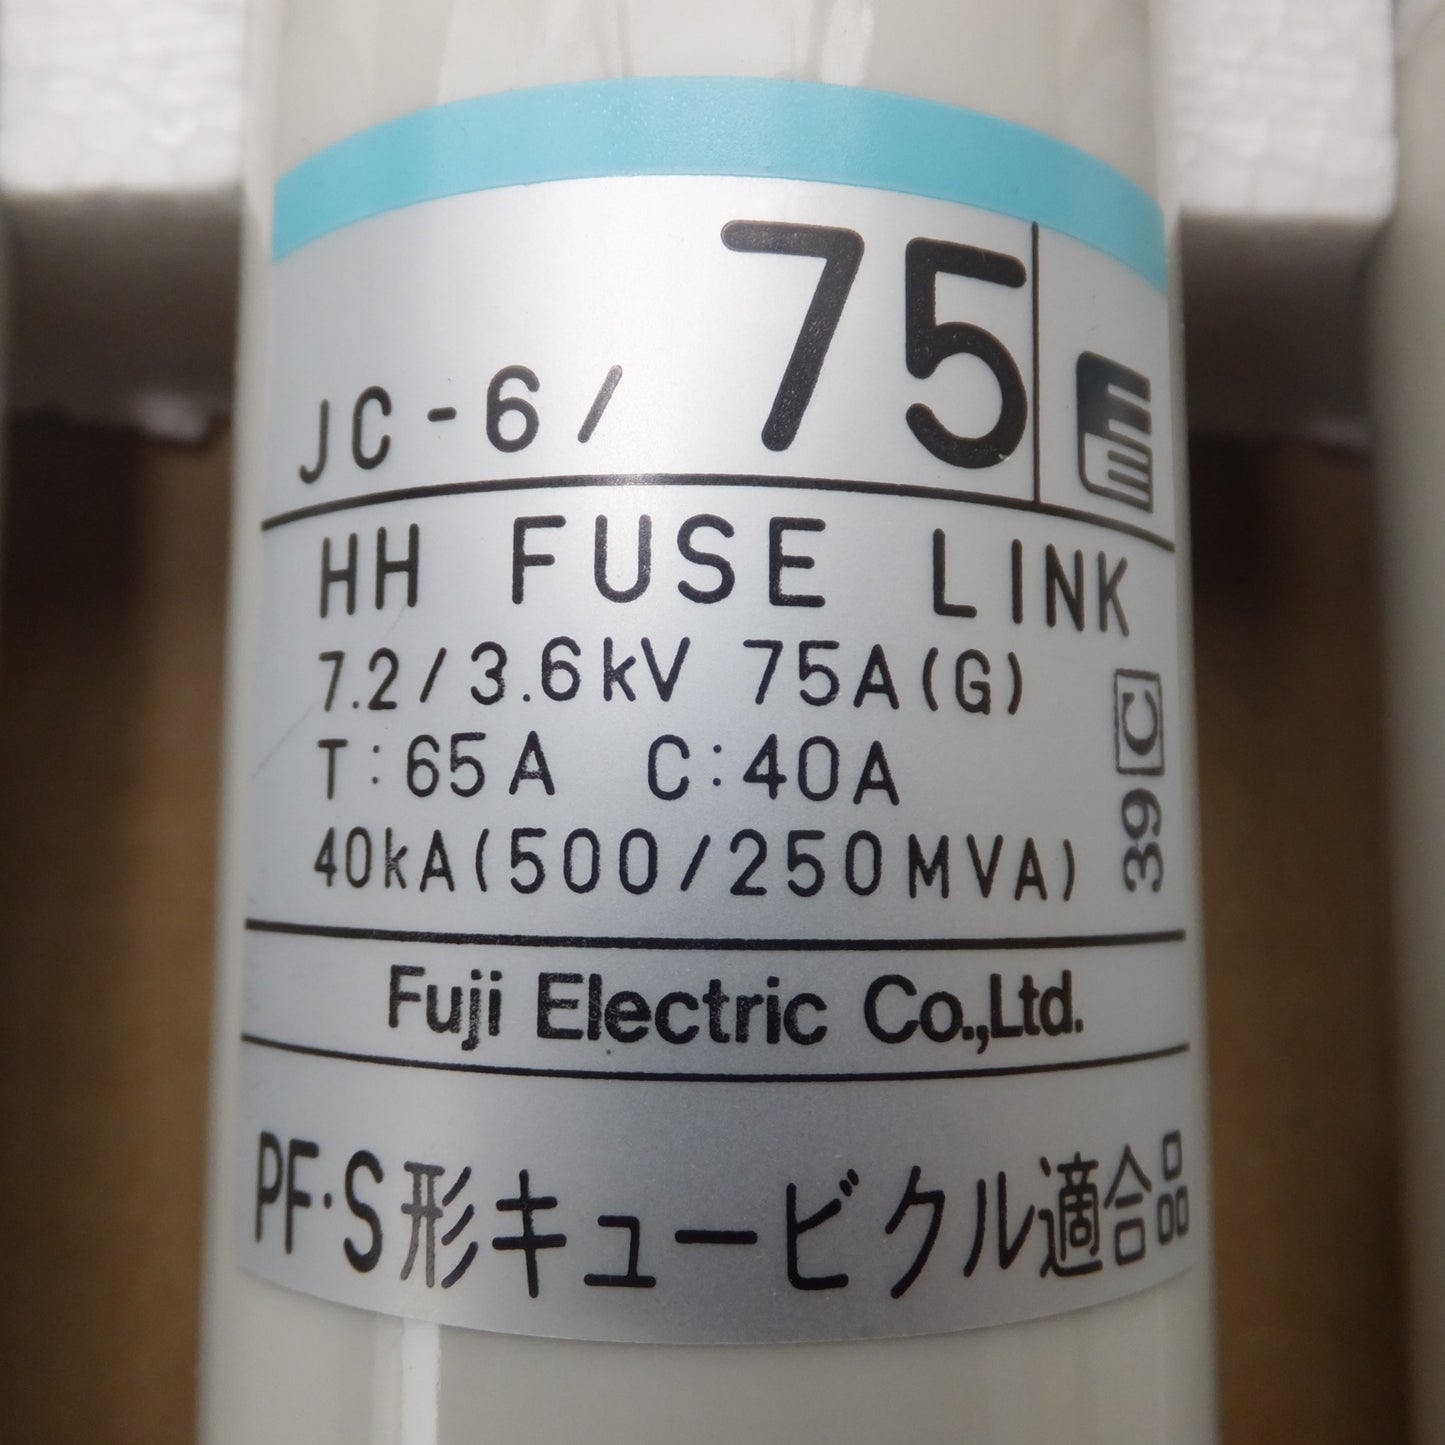 JC-6/75
HH FUSE LINK
7.2/3.6kV 75A(G)
T:65A C:40A
40kA(500/250MVA)
39C
Fuji Electric Co.,Ltd.
PF・S形キュービクル適合品